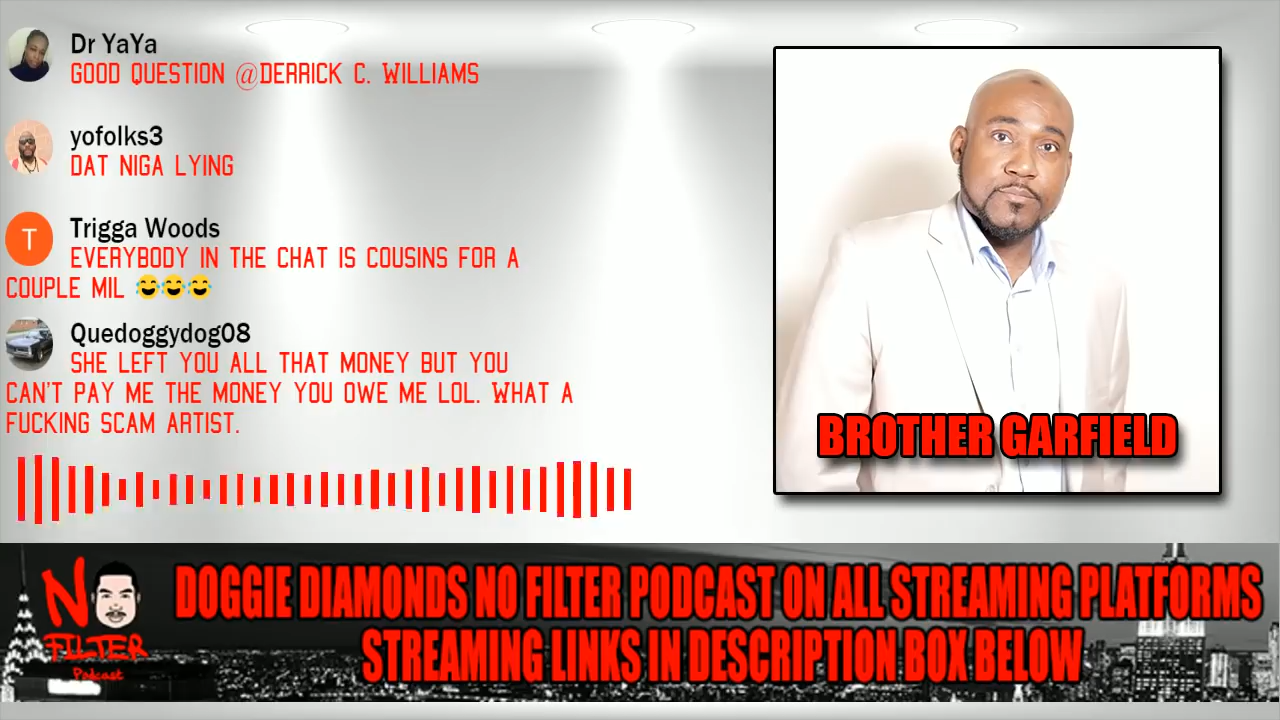 Dr YaYa
GOOD QUESTION @DERRICK C. WILLIAMS
yofolks3
DAT NIGA LYING
T
Trigga Woods
EVERYBODY IN THE CHAT IS COUSINS FOR A
COUPLE MIL 😂😂😂
Quedoggydog08
SHE LEFT YOU ALL THAT MONEY BUT YOU
CAN'T PAY ME THE MONEY YOU OWE ME LOL. WHAT A
FUCKING SCAM ARTIST.
BROTHER GARFIELD
NO
FILTER
Podcast
DOGGIE DIAMONDS NO FILTER PODCAST ON ALL STREAMING PLATFORMS
STREAMING LINKS IN DESCRIPTION BOX BELOW